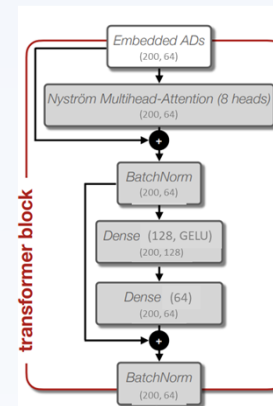 Embedded ADs
(200, 64)
Nyström Multihead-Attention (8 heads)
(200, 64)
+
BatchNorm
(200, 64)
Dense (128, GELU)
(200, 128)
Dense (64)
(200, 64)
+
BatchNorm
(200, 64)
transformer block